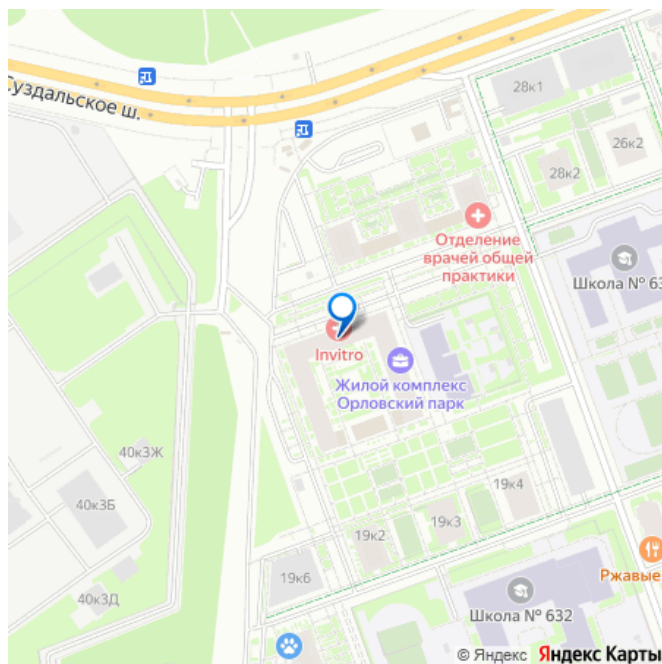 Суздальское ш.
28к1
26к2
28к2
Отделение
врачей общей
практики
Школа № 63
Invitro
Жилой комплекс
Орловский парк
40к3Ж
40к3Б
19к4
19к3
19к2
Ржавые
19к6
40к3Д
Школа № 632
© Яндекс Яндекс Карты